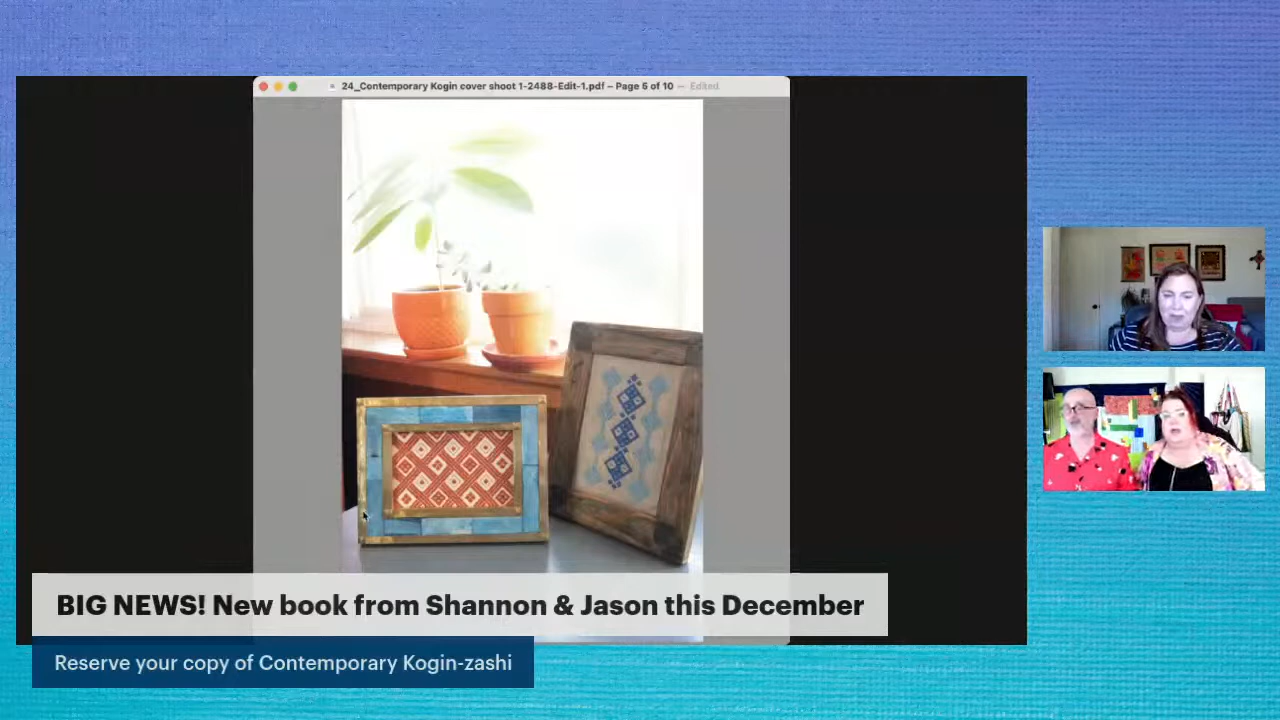 24_Contemporary Kogin cover shoot 1-2488-Edit-1.pdf – Page 6 of 10 — Edited
BIG NEWS! New book from Shannon & Jason this December
Reserve your copy of Contemporary Kogin-zashi